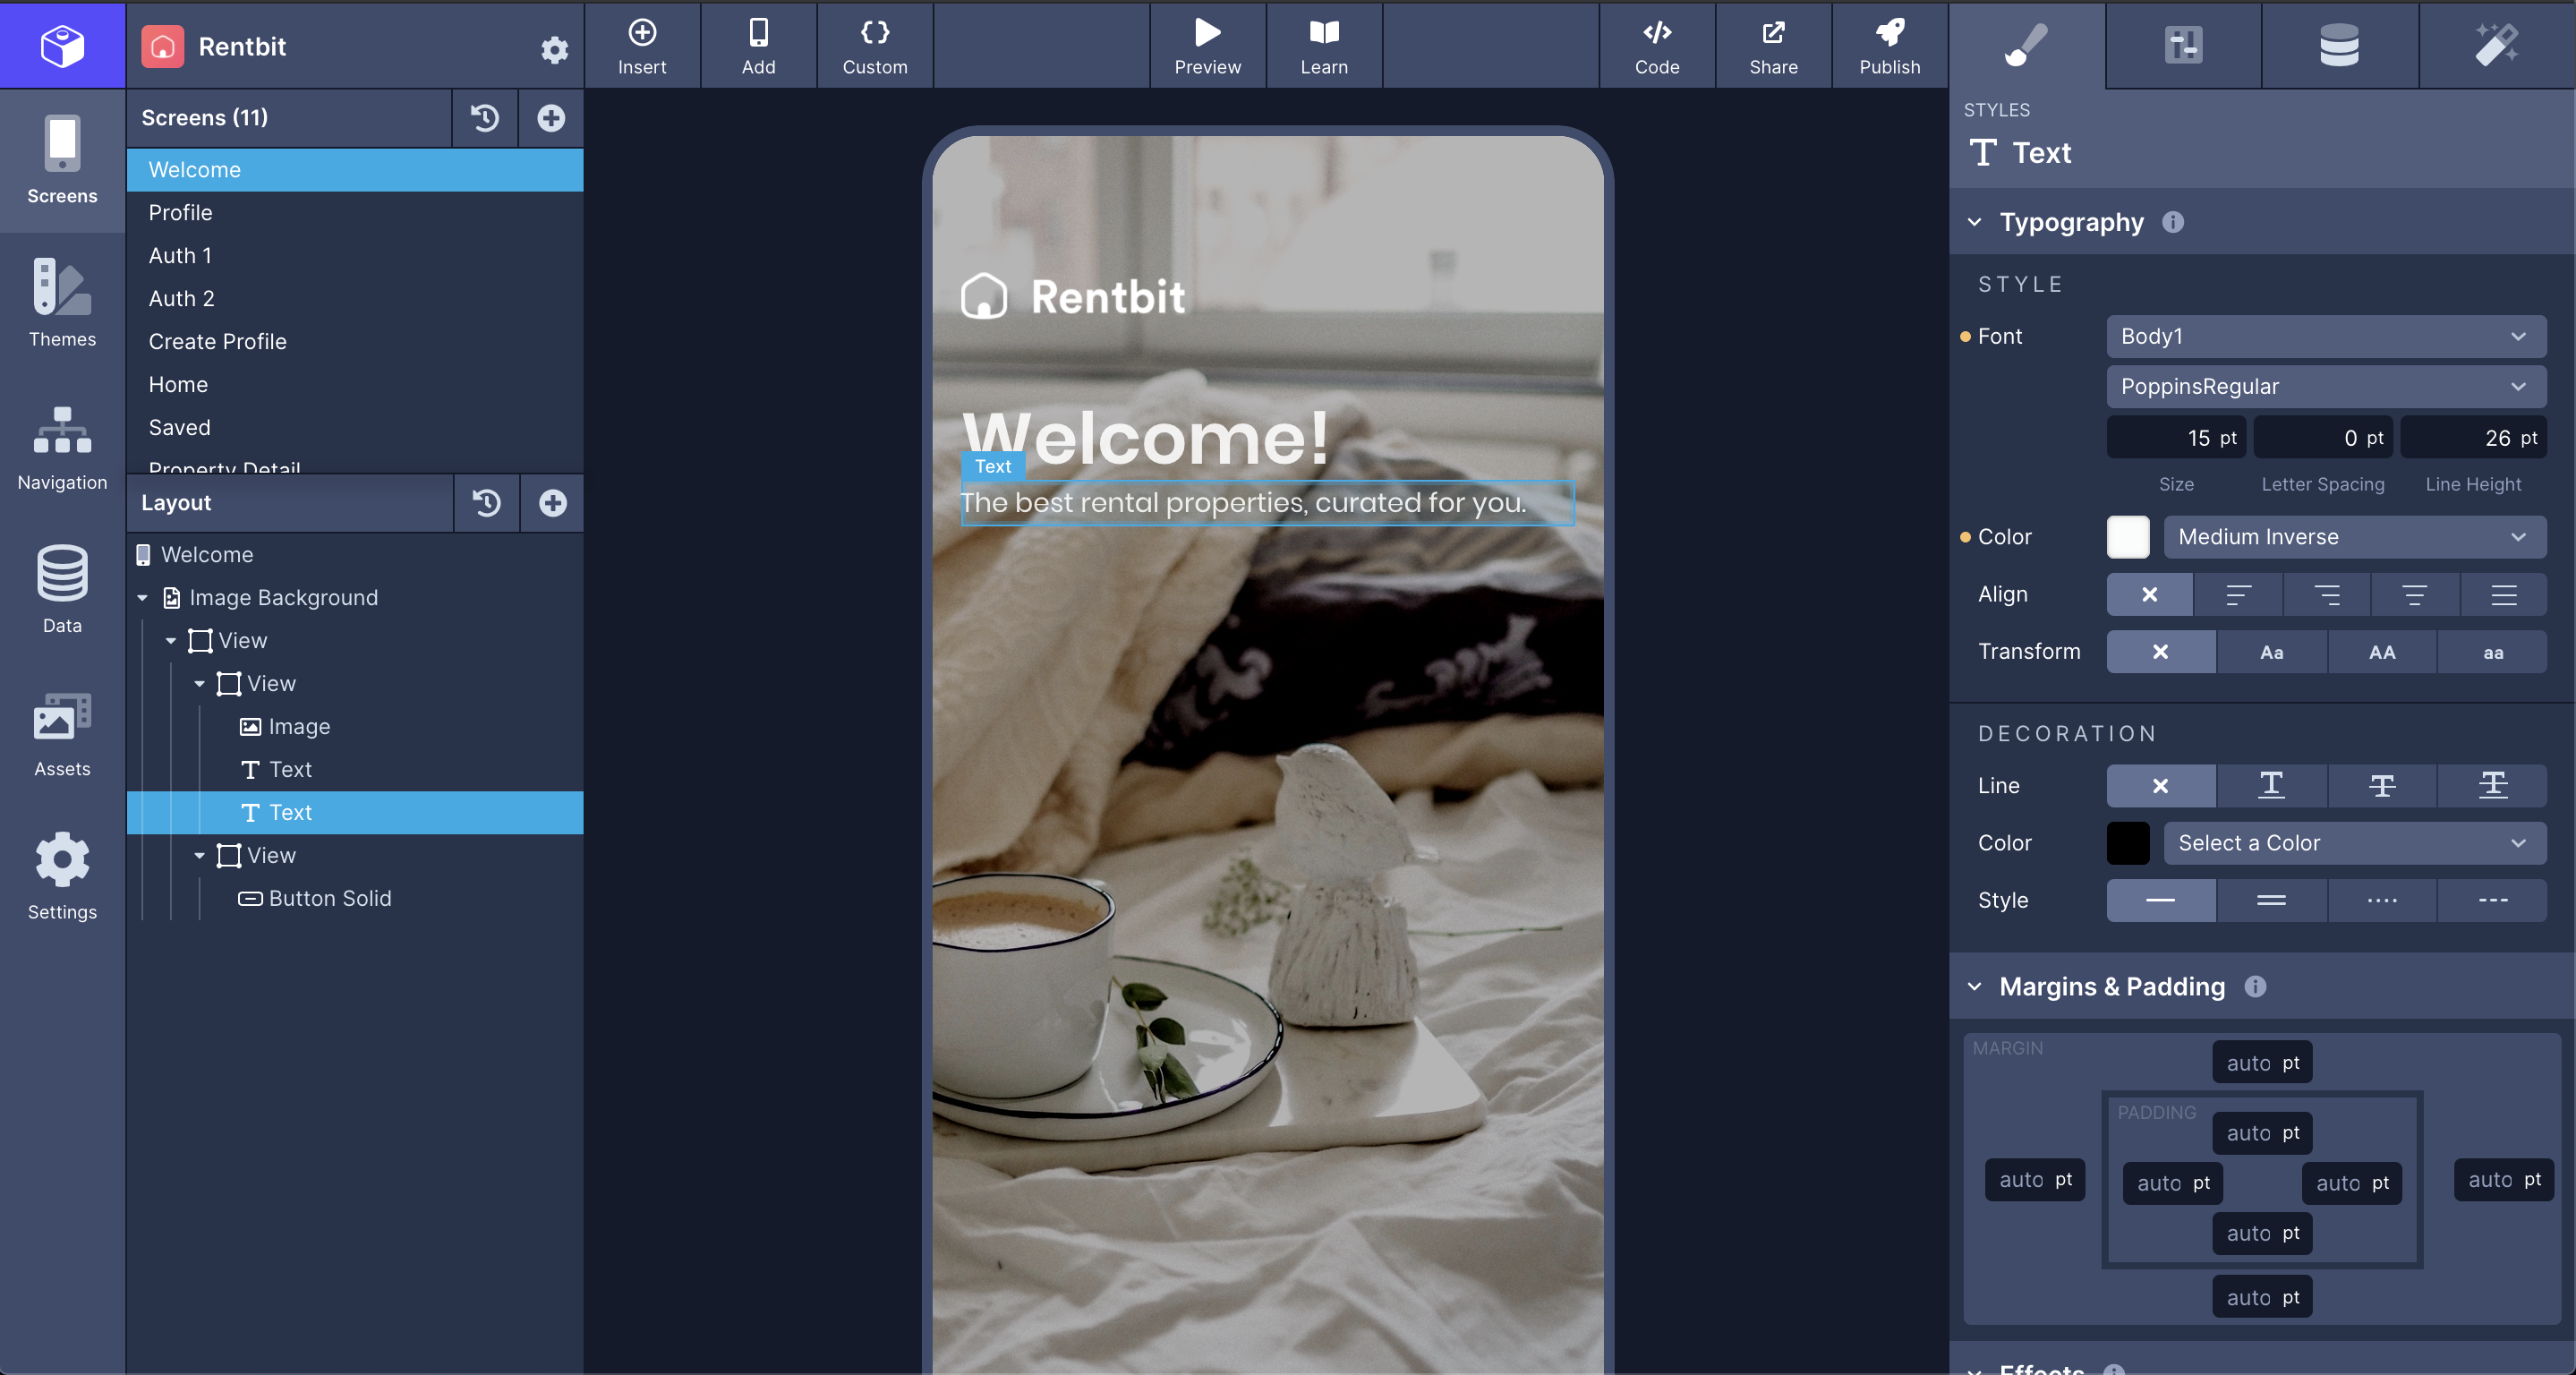 Rentbit
Insert
Add
Custom
Preview
Learn
Code
Share
Publish
Screens
Themes
Navigation
Data
Assets
Settings
Screens (11)
Welcome
Profile
Auth 1
Auth 2
Create Profile
Home
Saved
Property Detail
Layout
Welcome
Image Background
View
View
Image
Text
Text
View
Button Solid
Rentbit
Welcome!
Text
The best rental properties, curated for you.
STYLES
Text
Typography
STYLE
Font
Body1
PoppinsRegular
15 pt
0 pt
26 pt
Size
Letter Spacing
Line Height
Color
Medium Inverse
Align
Transform
Aa
AA
aa
DECORATION
Line
T
T
T
Color
Select a Color
Style
Margins & Padding
MARGIN
auto pt
PADDING
auto pt
auto pt
auto pt
auto pt
auto pt
auto pt
auto pt
Effects